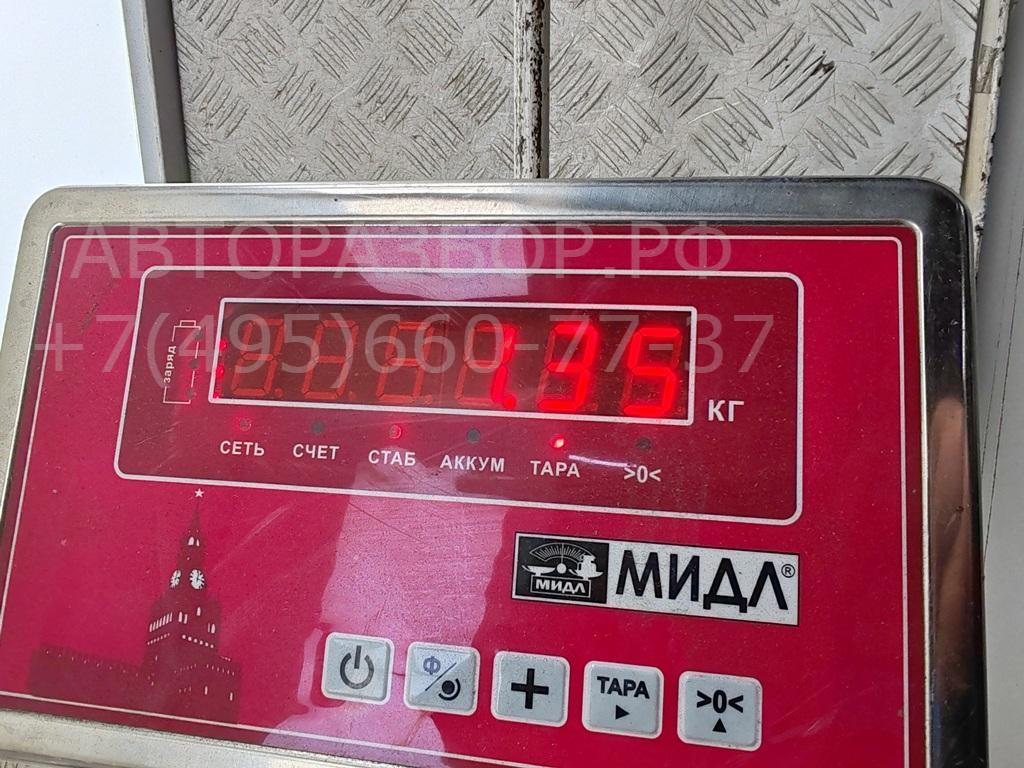 АВТОРАЗБОР.РФ
+7(495)660-77-37
заряд
1.35
КГ
СЕТЬ СЧЕТ СТАБ АККУМ ТАРА >0<
МИДЛ МИДЛ®
Ф ТАРА >0<